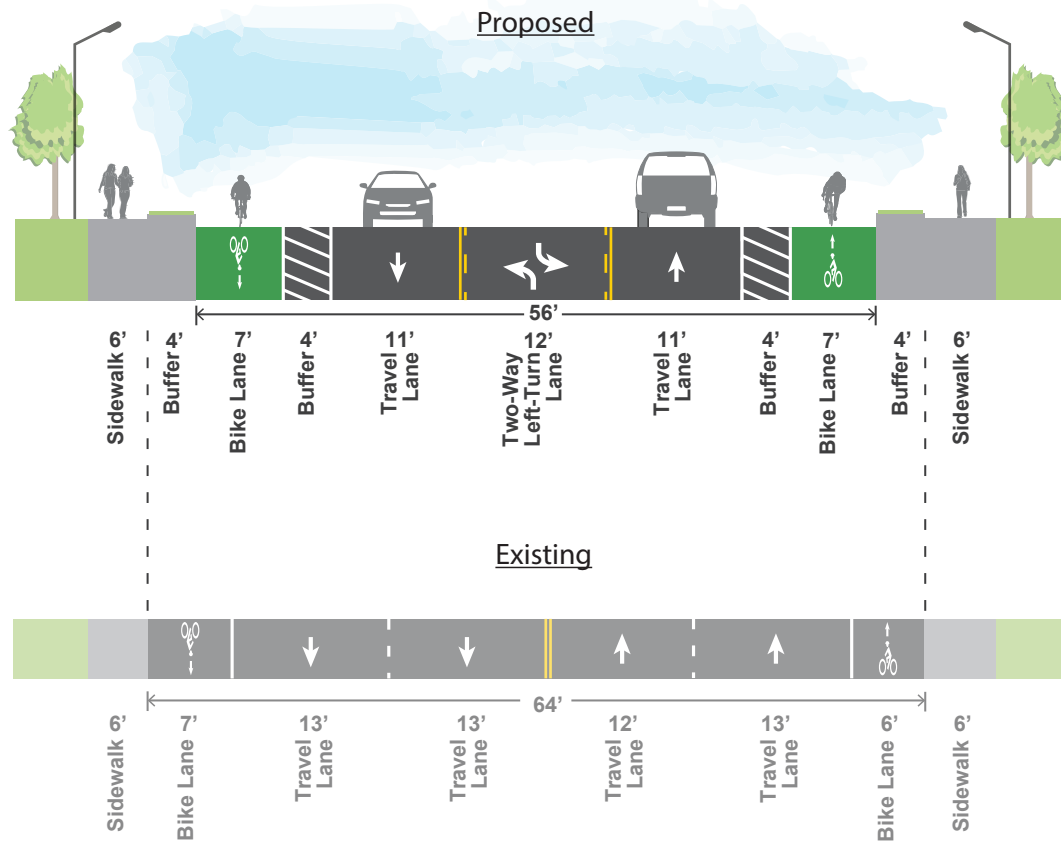 Proposed
56'
Sidewalk 6'
Buffer 4'
Bike Lane 7'
Buffer 4'
11'
Travel
Lane
12'
Two-Way
Left-Turn
Lane
11'
Travel
Lane
Buffer 4'
Bike Lane 7'
Buffer 4'
Sidewalk 6'
Existing
64'
Sidewalk 6'
Bike Lane 7'
13'
Travel
Lane
13'
Travel
Lane
12'
Travel
Lane
13'
Travel
Lane
Bike Lane 6'
Sidewalk 6'